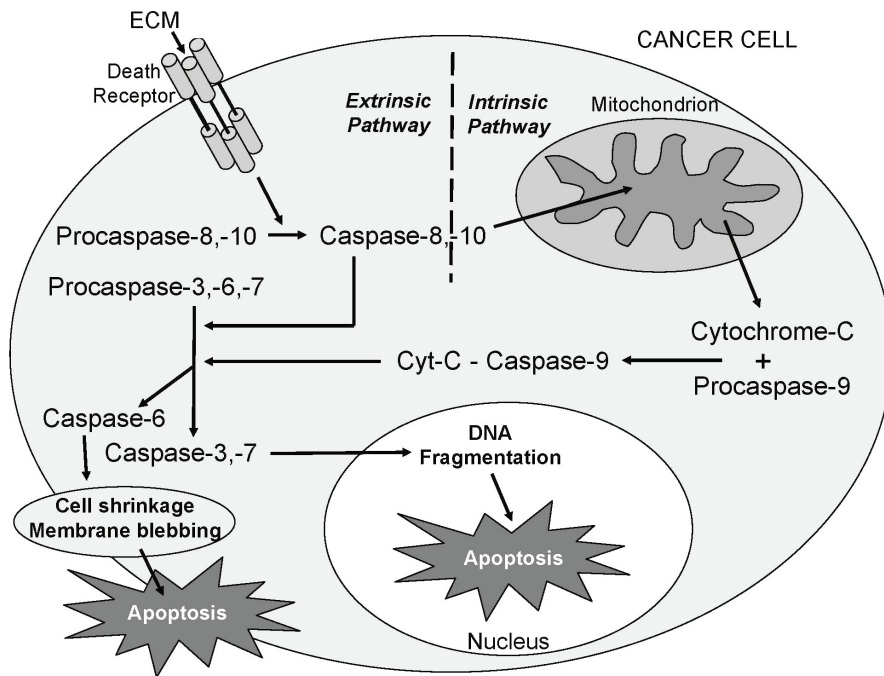 ECM
CANCER CELL
Death
Receptor
Extrinsic
Pathway
Intrinsic
Pathway
Mitochondrion
Procaspase-8,-10
Caspase-8,-10
Procaspase-3,-6,-7
Cytochrome-C
+
Procaspase-9
Cyt-C - Caspase-9
Caspase-6
Caspase-3,-7
DNA
Fragmentation
Cell shrinkage
Membrane blebbing
Apoptosis
Apoptosis
Nucleus